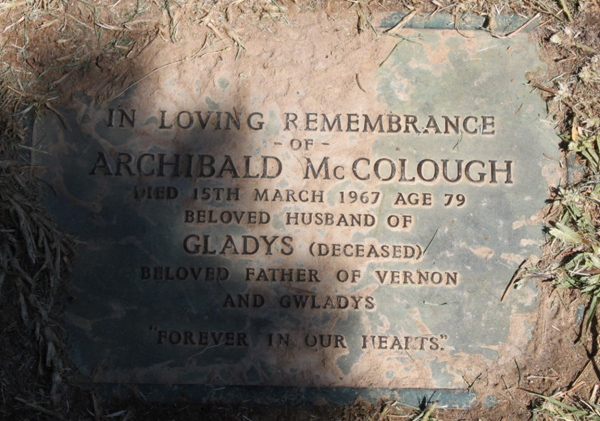 IN LOVING REMEMBRANCE
- OF -
ARCHIBALD McCOLOUGH
DIED 15TH MARCH 1967 AGE 79
BELOVED HUSBAND OF
GLADYS (DECEASED)
BELOVED FATHER OF VERNON
AND GWLADYS
"FOREVER IN OUR HEARTS."